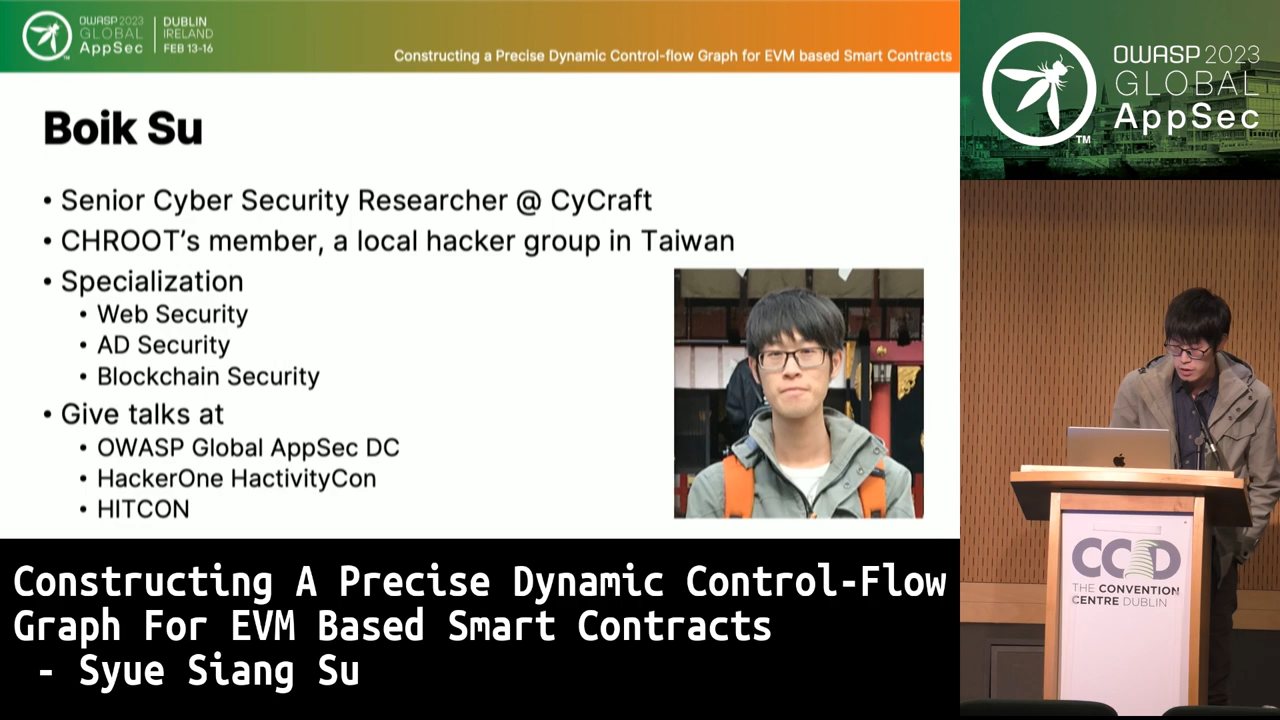 OWASP 2023
GLOBAL
AppSec
TM
DUBLIN
IRELAND
FEB 13-16
Constructing a Precise Dynamic Control-flow Graph for EVM based Smart Contracts
Boik Su
• Senior Cyber Security Researcher @ CyCraft
• CHROOT’s member, a local hacker group in Taiwan
• Specialization
• Web Security
• AD Security
• Blockchain Security
• Give talks at
• OWASP Global AppSec DC
• HackerOne HactivityCon
• HITCON
Constructing A Precise Dynamic Control-Flow
Graph For EVM Based Smart Contracts
- Syue Siang Su
OWASP 2023
GLOBAL
AppSec
TM
CCD
THE CONVENTION
CENTRE DUBLIN